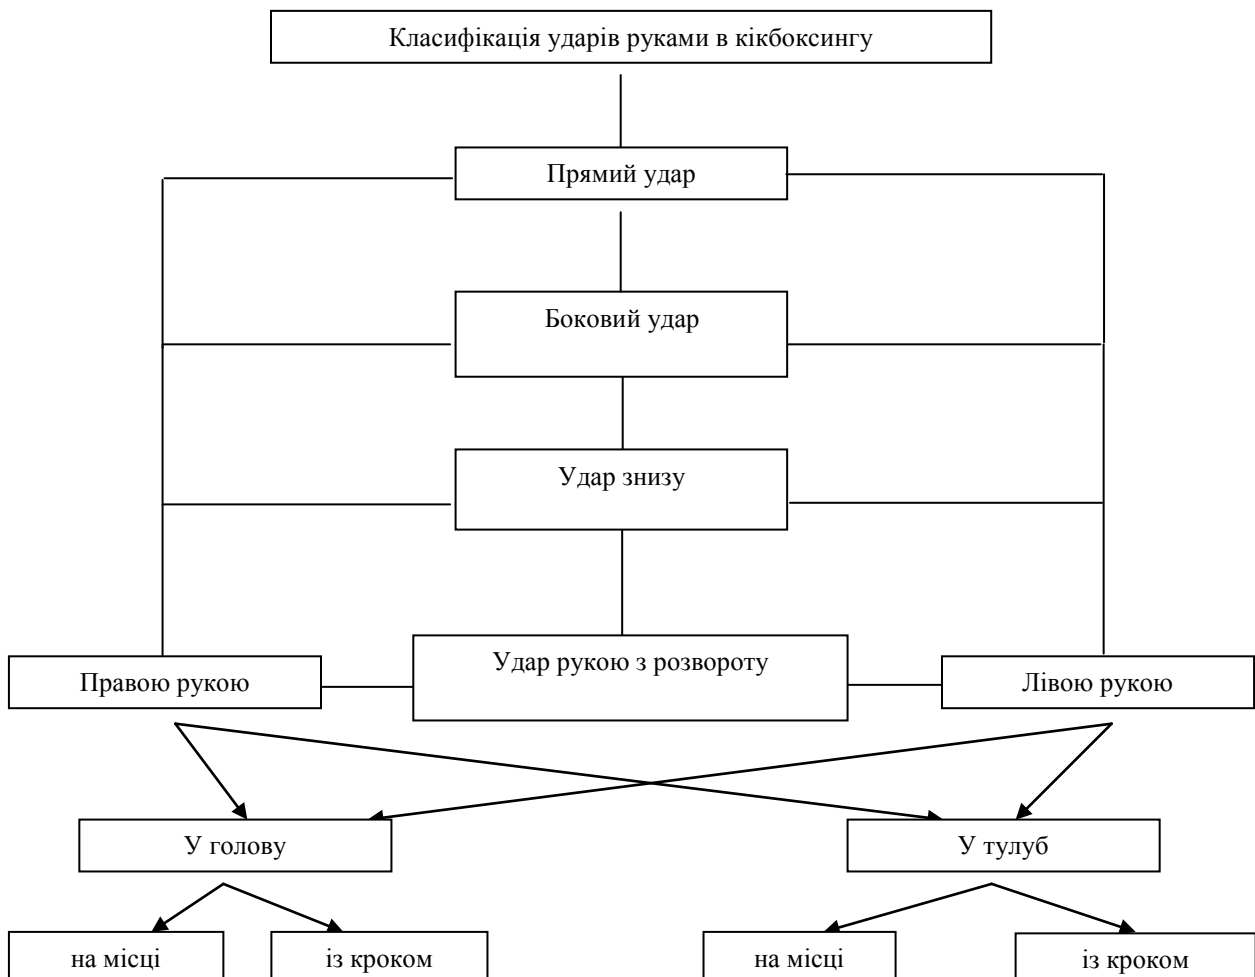 Класифікація ударів руками в кікбоксингу
Прямий удар
Боковий удар
Удар знизу
Удар рукою з розвороту
Правою рукою
Лівою рукою
У голову
У тулуб
на місці
із кроком
на місці
із кроком